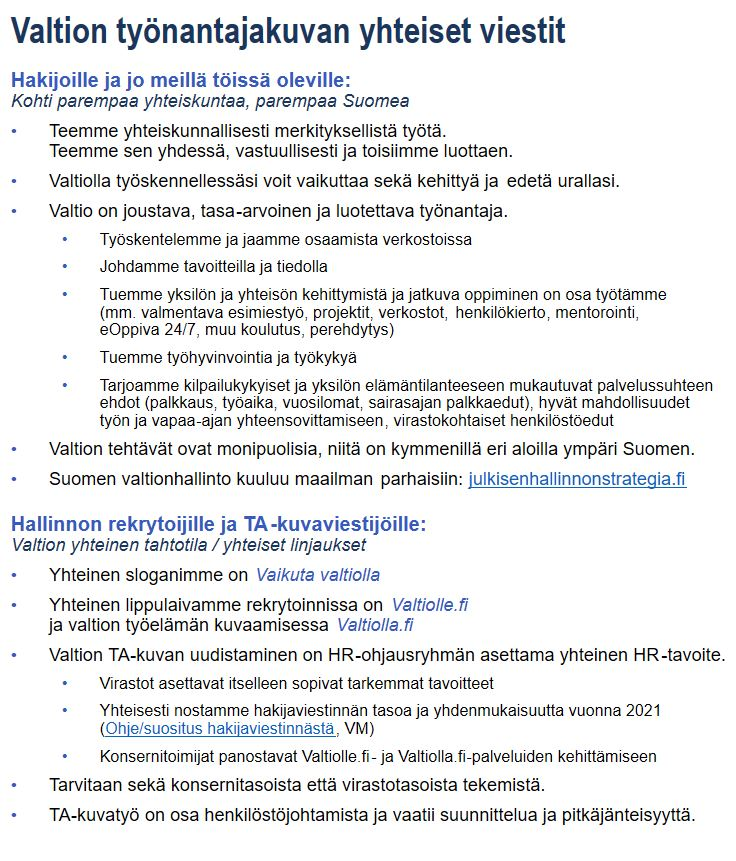 Valtion työnantajakuvan yhteiset viestit
Hakijoille ja jo meillä töissä oleville:
Kohti parempaa yhteiskuntaa, parempaa Suomea
• Teemme yhteiskunnallisesti merkityksellistä työtä.
Teemme sen yhdessä, vastuullisesti ja toisiimme luottaen.
• Valtiolla työskennellessäsi voit vaikuttaa sekä kehittyä ja edetä urallasi.
• Valtio on joustava, tasa-arvoinen ja luotettava työnantaja.
• Työskentelemme ja jaamme osaamista verkostoissa
• Johdamme tavoitteilla ja tiedolla
• Tuemme yksilön ja yhteisön kehittymistä ja jatkuva oppiminen on osa työtämme
(mm. valmentava esimiestyö, projektit, verkostot, henkilökierto, mentorointi,
eOppiva 24/7, muu koulutus, perehdytys)
• Tuemme työhyvinvointia ja työkykyä
• Tarjoamme kilpailukykyiset ja yksilön elämäntilanteeseen mukautuvat palvelussuhteen
ehdot (palkkaus, työaika, vuosilomat, sairasajan palkkaedut), hyvät mahdollisuudet
työn ja vapaa-ajan yhteensovittamiseen, virastokohtaiset henkilöstöedut
• Valtion tehtävät ovat monipuolisia, niitä on kymmenillä eri aloilla ympäri Suomen.
• Suomen valtionhallinto kuuluu maailman parhaisiin: julkisenhallinnonstrategia.fi
Hallinnon rekrytoijille ja TA-kuvaviestijöille:
Valtion yhteinen tahtotila / yhteiset linjaukset
• Yhteinen sloganimme on Vaikuta valtiolla
• Yhteinen lippulaivamme rekrytoinnissa on Valtiolle.fi
ja valtion työelämän kuvaamisessa Valtiolla.fi
• Valtion TA-kuvan uudistaminen on HR-ohjausryhmän asettama yhteinen HR-tavoite.
• Virastot asettavat itselleen sopivat tarkemmat tavoitteet
• Yhteisesti nostamme hakijaviestinnän tasoa ja yhdenmukaisuutta vuonna 2021
(Ohje/suositus hakijaviestinnästä, VM)
• Konsernitoimijat panostavat Valtiolle.fi- ja Valtiolla.fi-palveluiden kehittämiseen
• Tarvitaan sekä konsernitasoista että virastotasoista tekemistä.
• TA-kuvatyö on osa henkilöstöjohtamista ja vaatii suunnittelua ja pitkäjänteisyyttä.